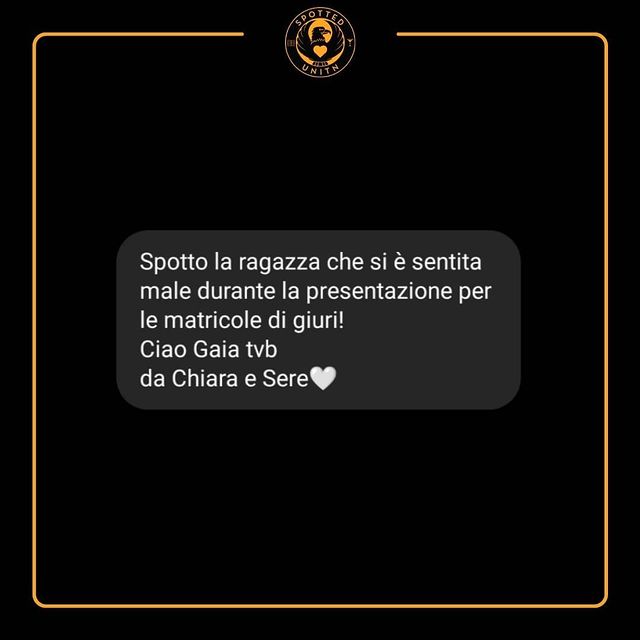 SPOTTED
UNITN
Spotto la ragazza che si è sentita
male durante la presentazione per
le matricole di giuri!
Ciao Gaia tvb
da Chiara e Sere🤍